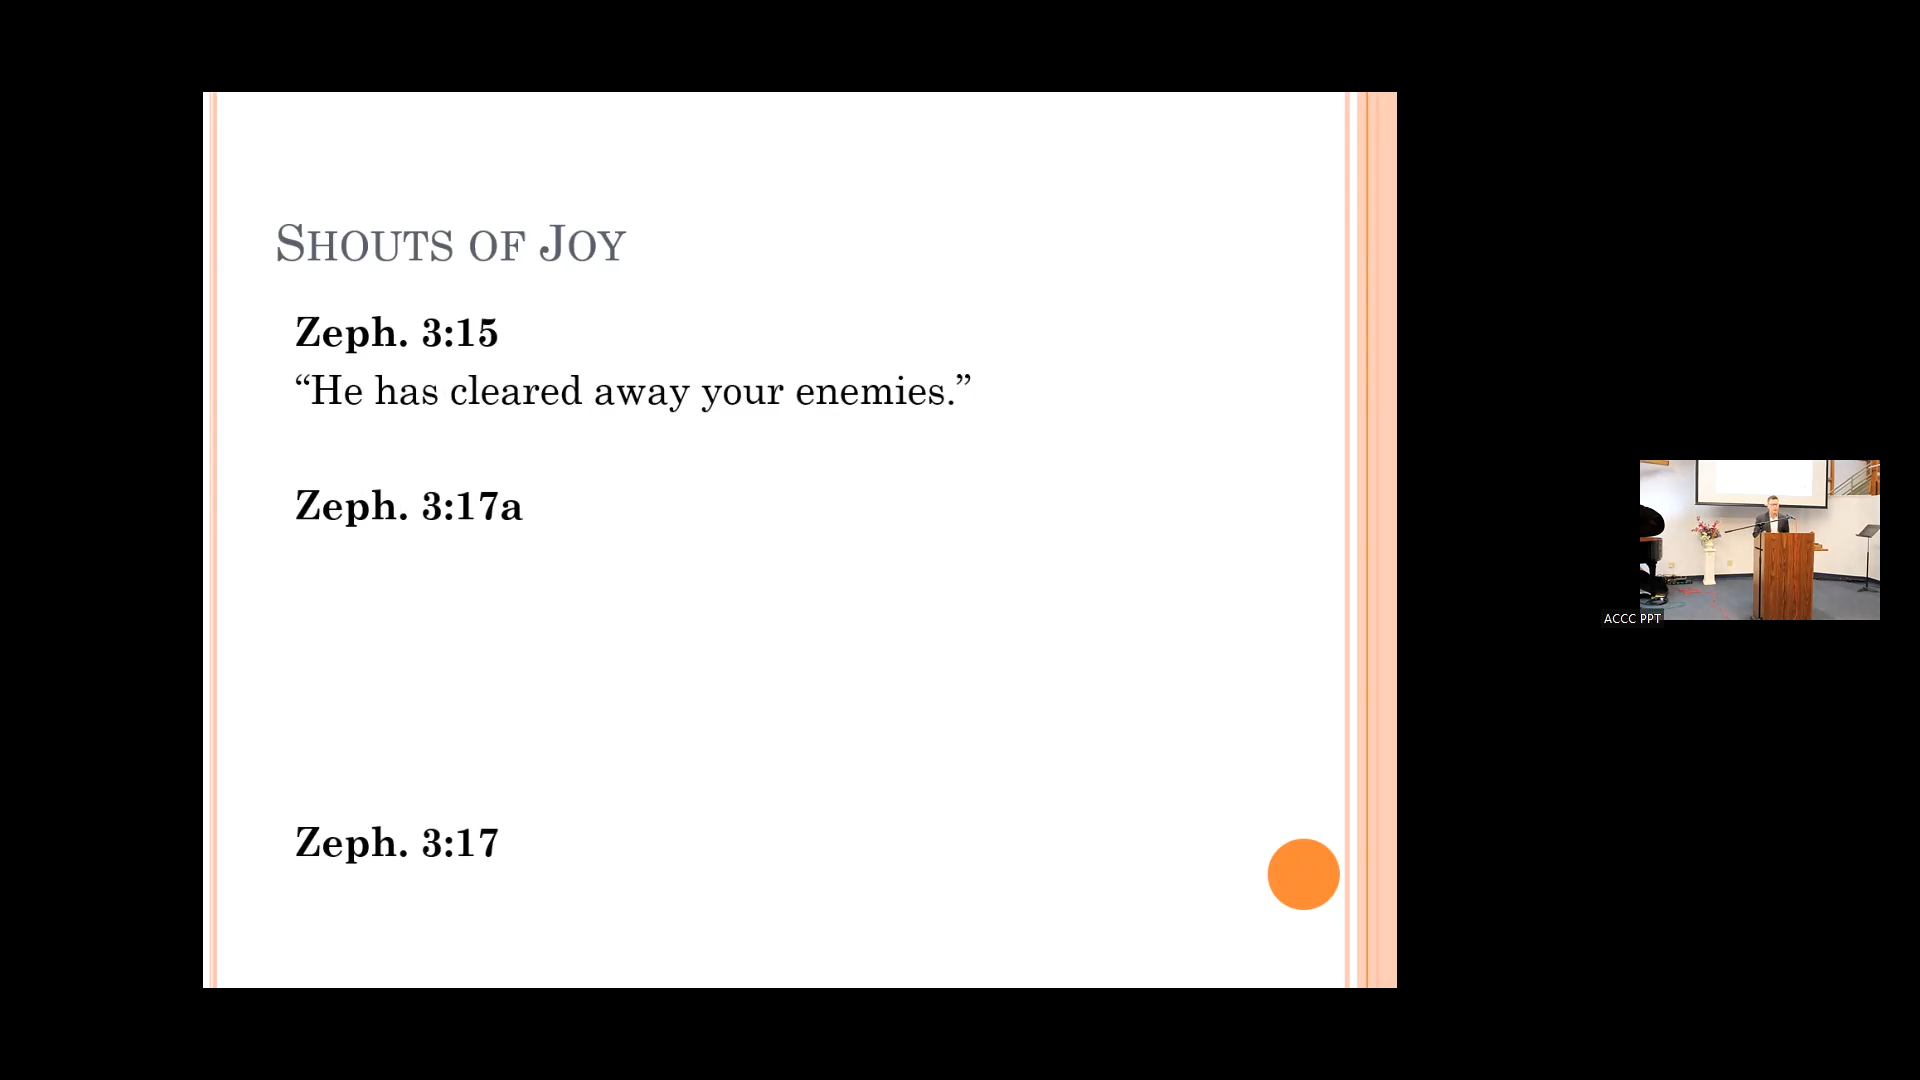 SHOUTS OF JOY
Zeph. 3:15
“He has cleared away your enemies.”
Zeph. 3:17a
Zeph. 3:17
ACCC PPT